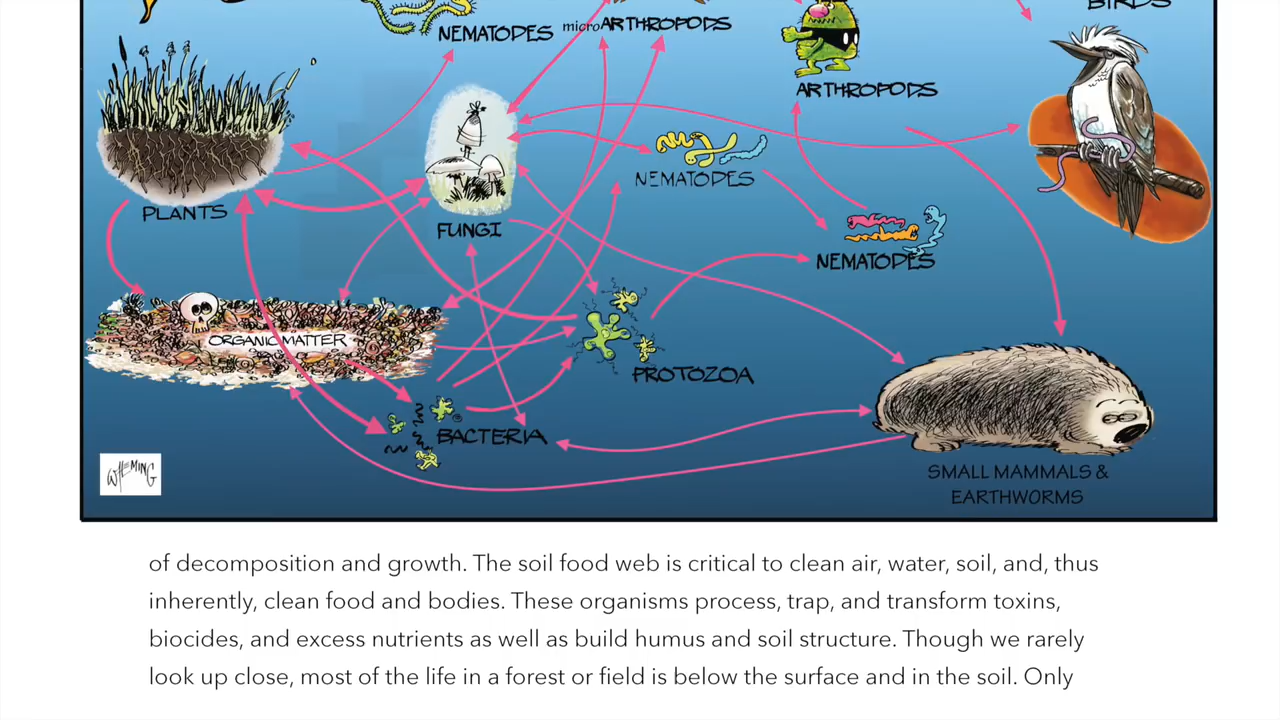 BIRDS
NEMATODES
microARTHROPODS
ARTHROPODS
NEMATODES
PLANTS
FUNGI
NEMATODES
ORGANIC MATTER
PROTOZOA
BACTERIA
SMALL MAMMALS &
EARTHWORMS
of decomposition and growth. The soil food web is critical to clean air, water, soil, and, thus
inherently, clean food and bodies. These organisms process, trap, and transform toxins,
biocides, and excess nutrients as well as build humus and soil structure. Though we rarely
look up close, most of the life in a forest or field is below the surface and in the soil. Only